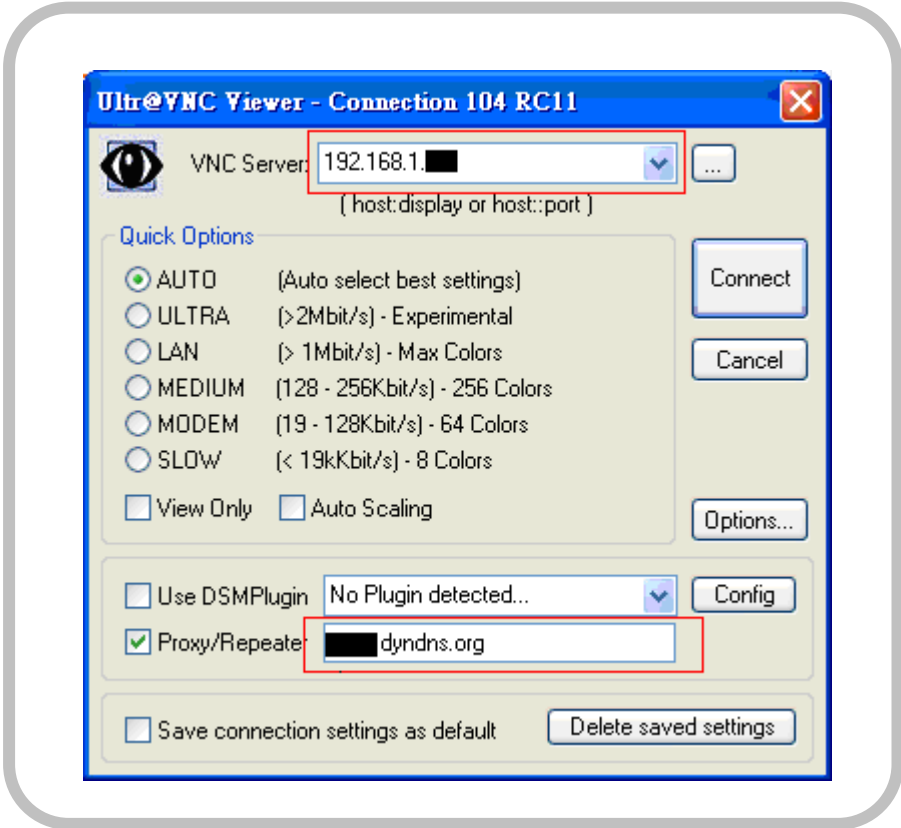 Ultr@VNC Viewer - Connection 104 RC11
VNC Server: 192.168.1. ...
( host:display or host::port )
Quick Options
AUTO (Auto select best settings)
ULTRA (>2Mbit/s) - Experimental
LAN (> 1Mbit/s) - Max Colors
MEDIUM (128 - 256Kbit/s) - 256 Colors
MODEM (19 - 128Kbit/s) - 64 Colors
SLOW (< 19kKbit/s) - 8 Colors
View Only Auto Scaling
Connect
Cancel
Options...
Use DSMPlugin No Plugin detected... Config
Proxy/Repeater dyndns.org
Save connection settings as default Delete saved settings